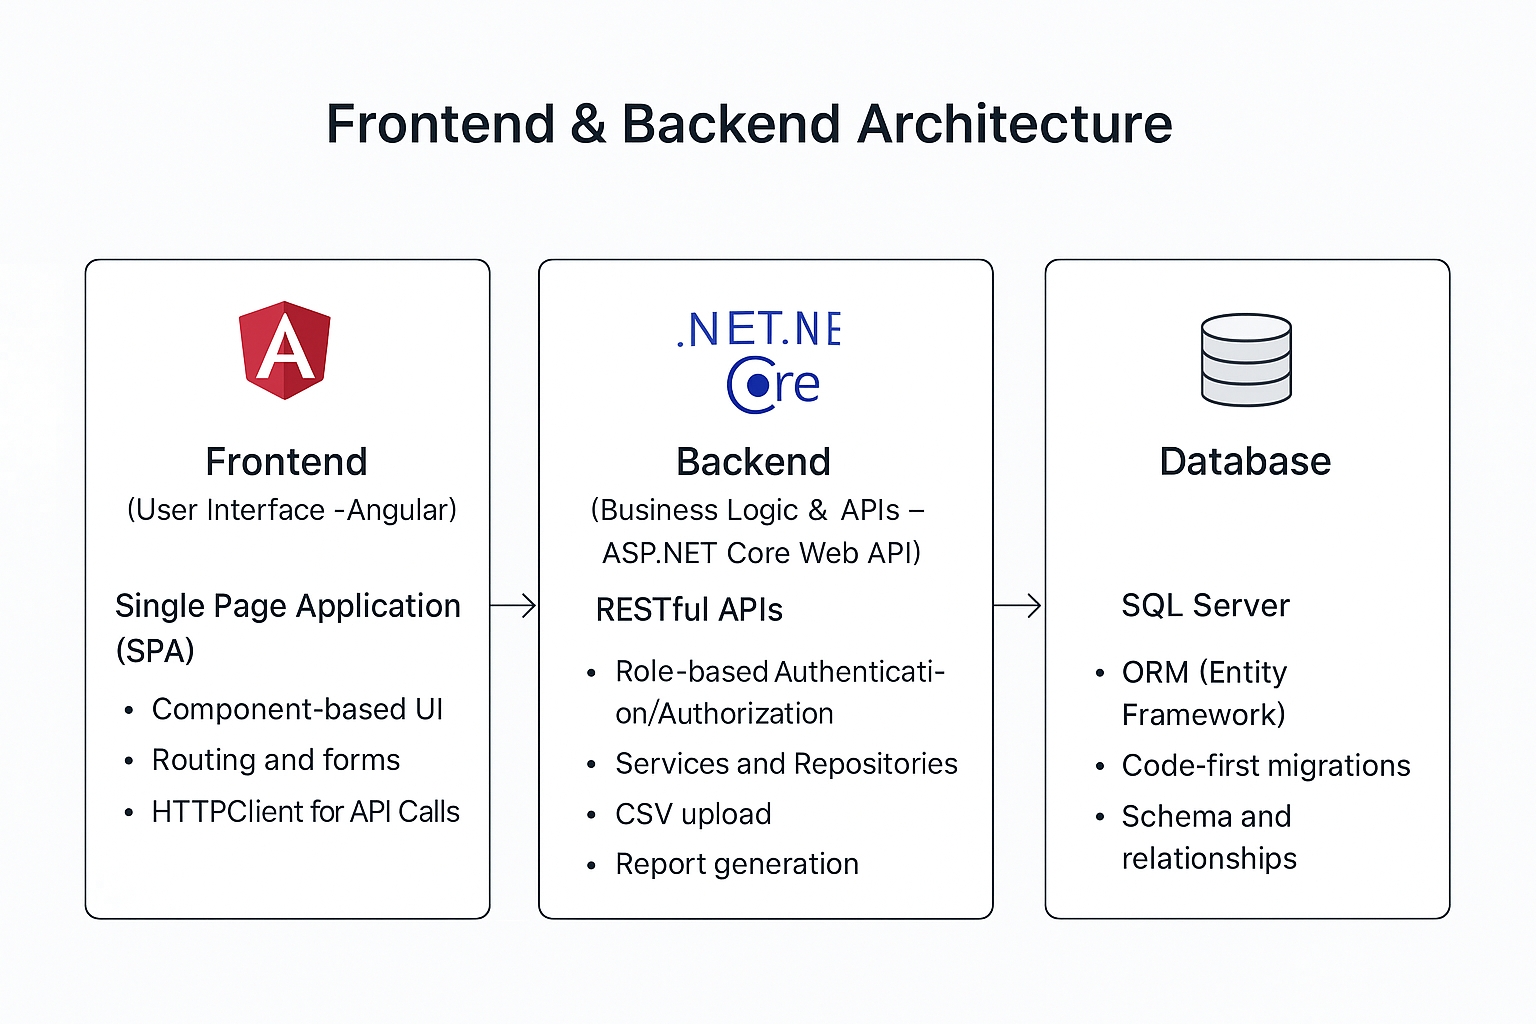 Frontend & Backend Architecture
Frontend
(User Interface -Angular)
Single Page Application
(SPA)
• Component-based UI
• Routing and forms
• HTTPClient for API Calls
.NET.NE
Core
Backend
(Business Logic & APIs –
ASP.NET Core Web API)
RESTful APIs
• Role-based Authenticati-
on/Authorization
• Services and Repositories
• CSV upload
• Report generation
Database
SQL Server
• ORM (Entity
Framework)
• Code-first migrations
• Schema and
relationships